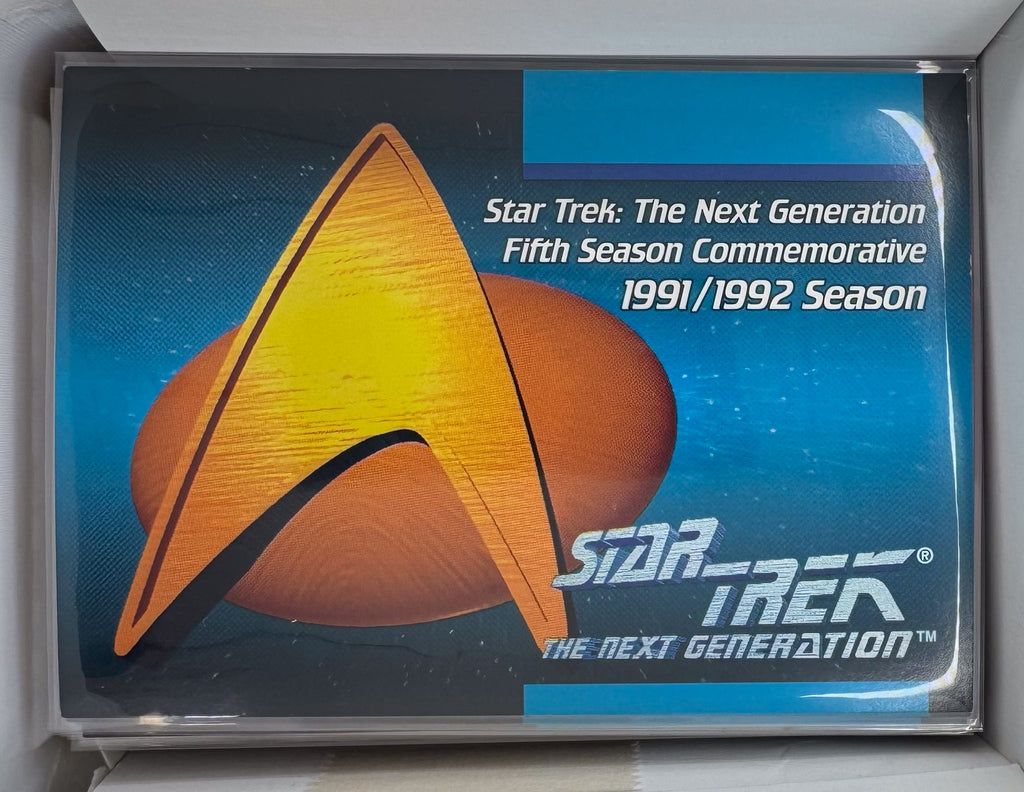 Star Trek: The Next Generation
Fifth Season Commemorative
1991/1992 Season
STAR TREK®
THE NEXT GENERATION™